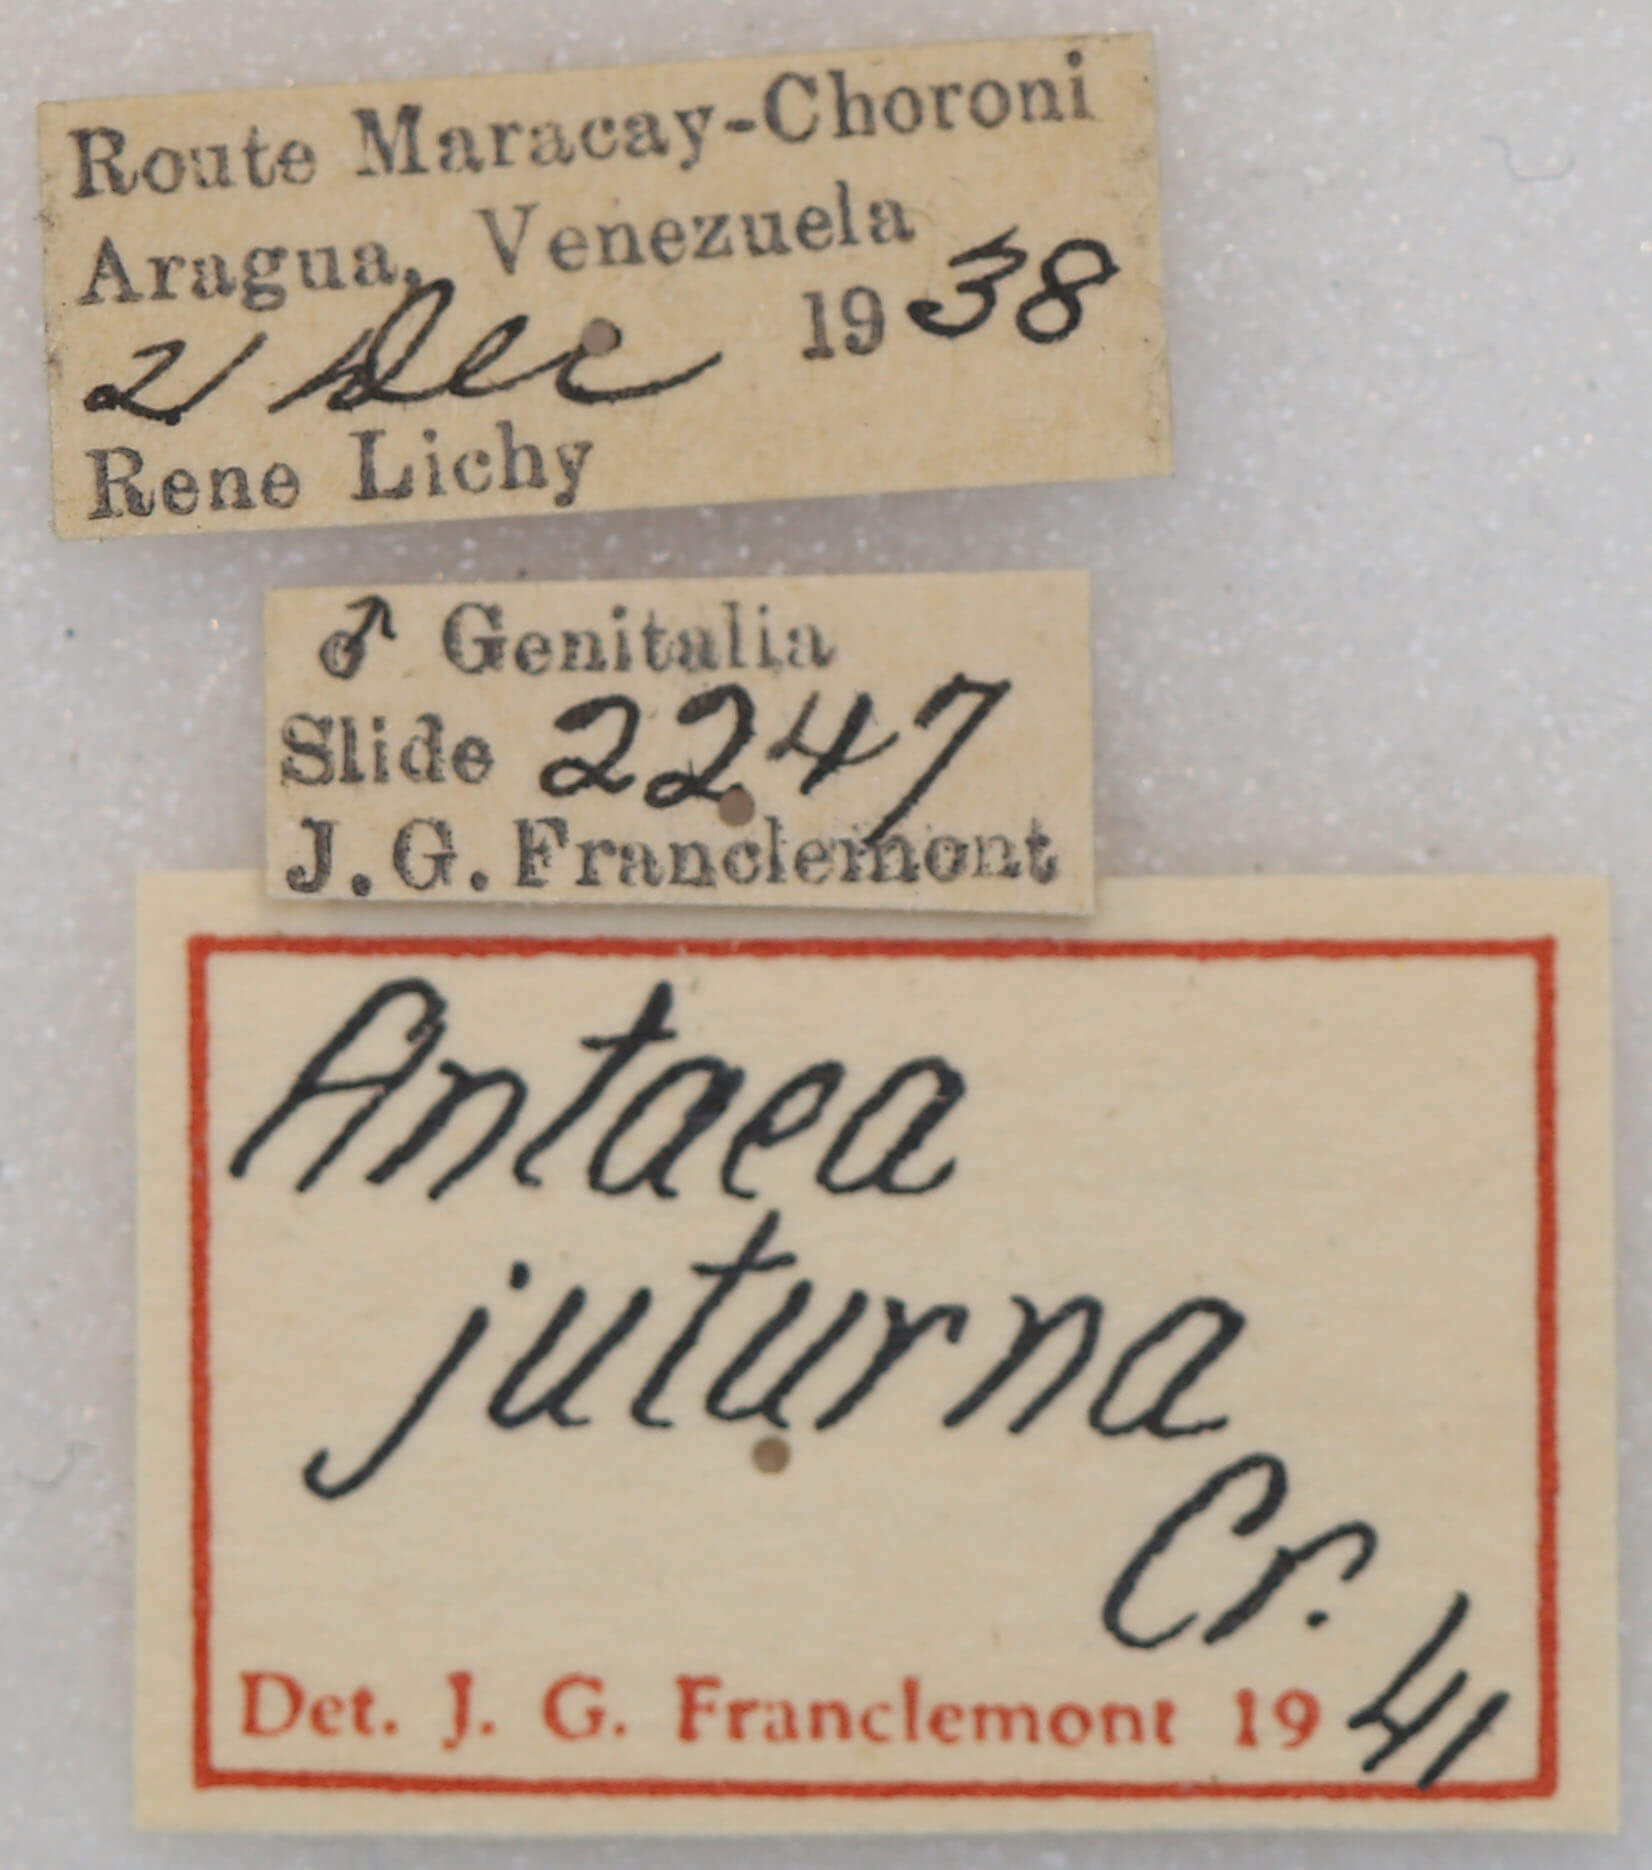 Route Maracay-Choroni
Aragua, Venezuela
2 Dec 1938
Rene Lichy
♂ Genitalia
Slide 2247
J. G. Franclemont
Antaea
juturna
Cr.
Det. J. G. Franclemont 1941